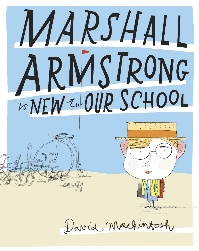 MARSHALL
ARMSTRONG
is NEW To OUR SCHOOL
David Mackintosh